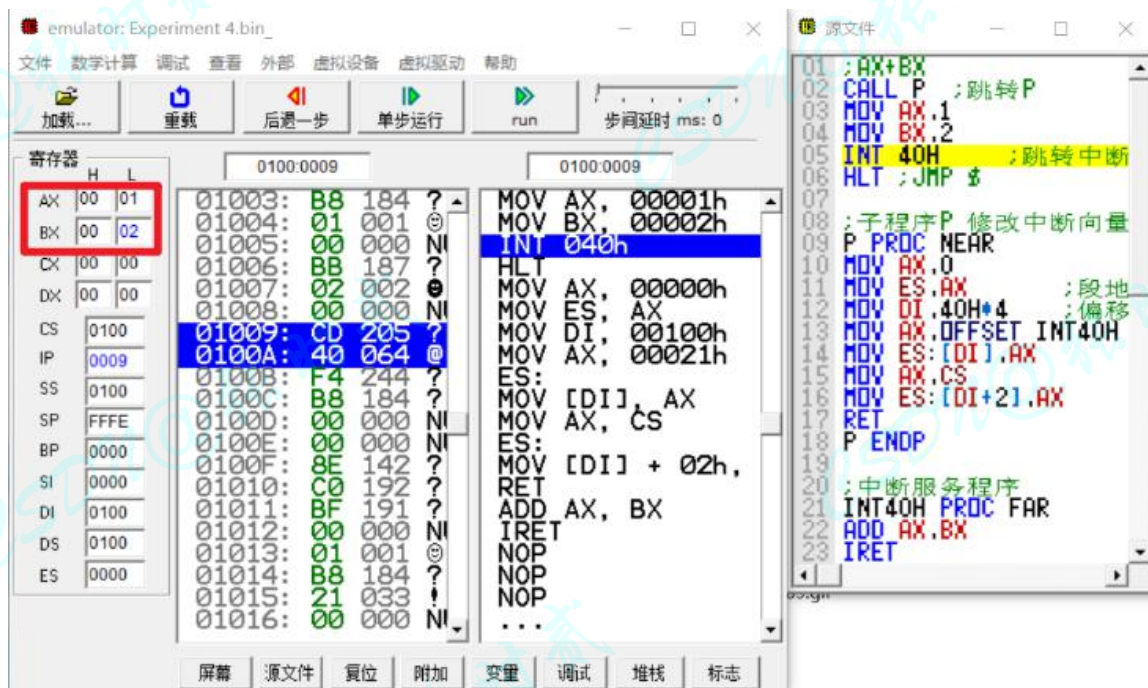 emulator: Experiment 4.bin_
文件 数学计算 调试 查看 外部 虚拟设备 虚拟驱动 帮助
加载... 重载 后退一步 单步运行 run 步间延时 ms: 0
寄存器
H L
AX 00 01
BX 00 02
CX 00 00
DX 00 00
CS 0100
IP 0009
SS 0100
SP FFFE
BP 0000
SI 0000
DI 0100
DS 0100
ES 0000
0100:0009
01003: B8 184 ?
01004: 01 001 ☺
01005: 00 000 NU
01006: BB 187 ?
01007: 02 002 ☻
01008: 00 000 NU
01009: CD 205 ?
0100A: 40 064 @
0100B: F4 244 ?
0100C: B8 184 ?
0100D: 00 000 NU
0100E: 00 000 NU
0100F: 8E 142 ?
01010: C0 192 ?
01011: BF 191 ?
01012: 00 000 NU
01013: 01 001 ☺
01014: B8 184 ?
01015: 21 033 !
01016: 00 000 NU
0100:0009
MOV AX, 00001h
MOV BX, 00002h
INT 040h
HLT
MOV AX, 00000h
MOV ES, AX
MOV DI, 00100h
MOV AX, 00021h
ES:
MOV [DI], AX
MOV AX, CS
ES:
MOV [DI] + 02h,
RET
ADD AX, BX
IRET
NOP
NOP
NOP
...
屏幕 源文件 复位 附加 变量 调试 堆栈 标志
源文件
01 ;AX+BX
02 CALL P ;跳转P
03 MOV AX,1
04 MOV BX,2
05 INT 40H ;跳转中断
06 HLT ;JMP $
07
08 ;子程序P 修改中断向量
09 P PROC NEAR
10 MOV AX,0
11 MOV ES,AX ;段地
12 MOV DI,40H*4 ;偏移
13 MOV AX,OFFSET INT40H
14 MOV ES:[DI],AX
15 MOV AX,CS
16 MOV ES:[DI+2],AX
17 RET
18 P ENDP
19
20 ;中断服务程序
21 INT40H PROC FAR
22 ADD AX,BX
23 IRET